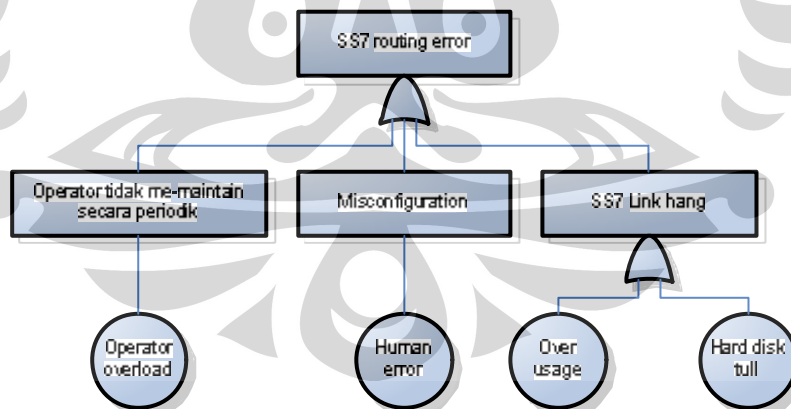 SS7 routing error
Operator tidak me-maintain
secara periodik
Misconfiguration
SS7 Link hang
Operator
overload
Human
error
Over
usage
Hard disk
tull